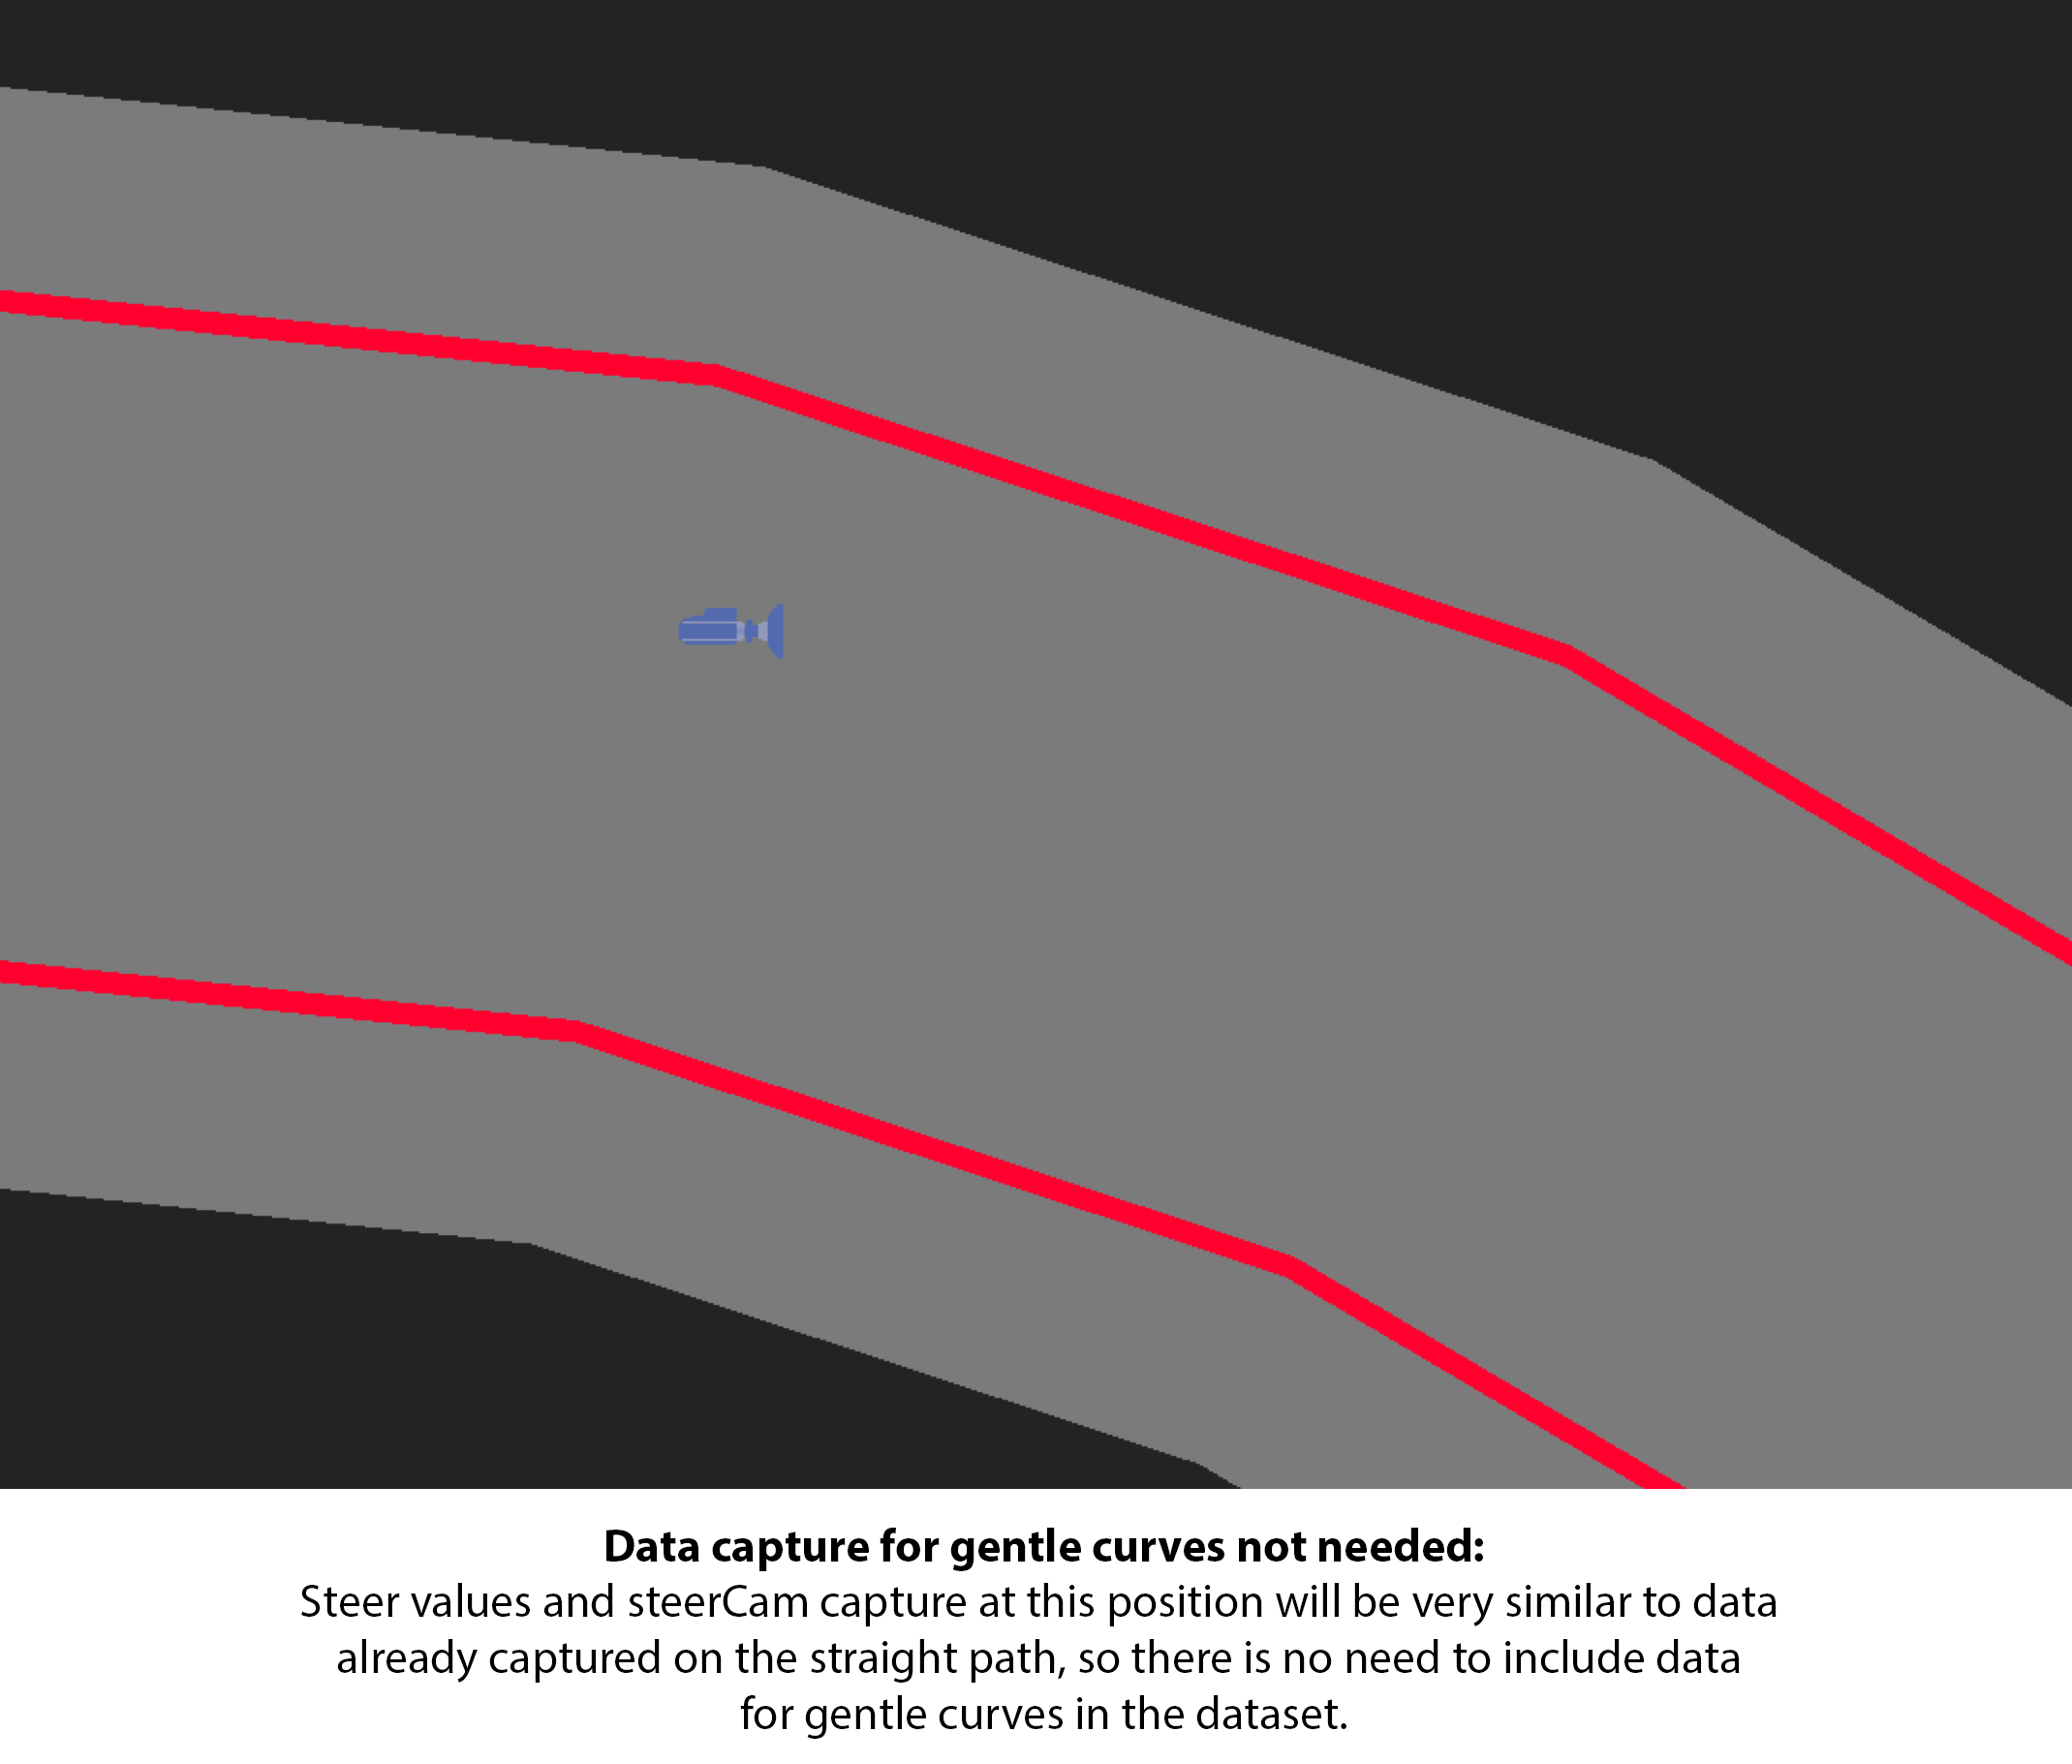 Data capture for gentle curves not needed:
Steer values and steerCam capture at this position will be very similar to data
already captured on the straight path, so there is no need to include data
for gentle curves in the dataset.